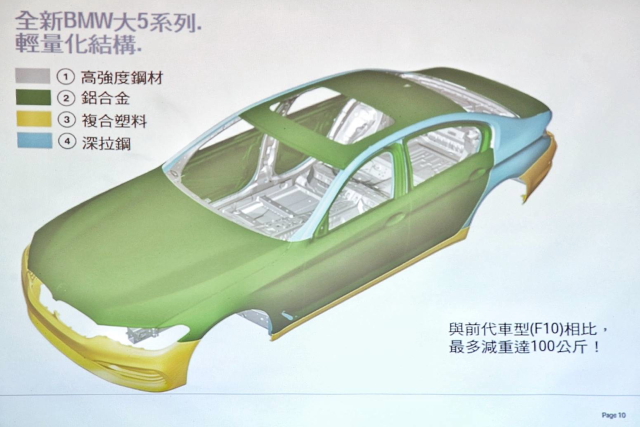 全新BMW大5系列.
輕量化結構.
① 高強度鋼材
② 鋁合金
③ 複合塑料
④ 深拉鋼
與前代車型(F10)相比，
最多減重達100公斤！
Page 10